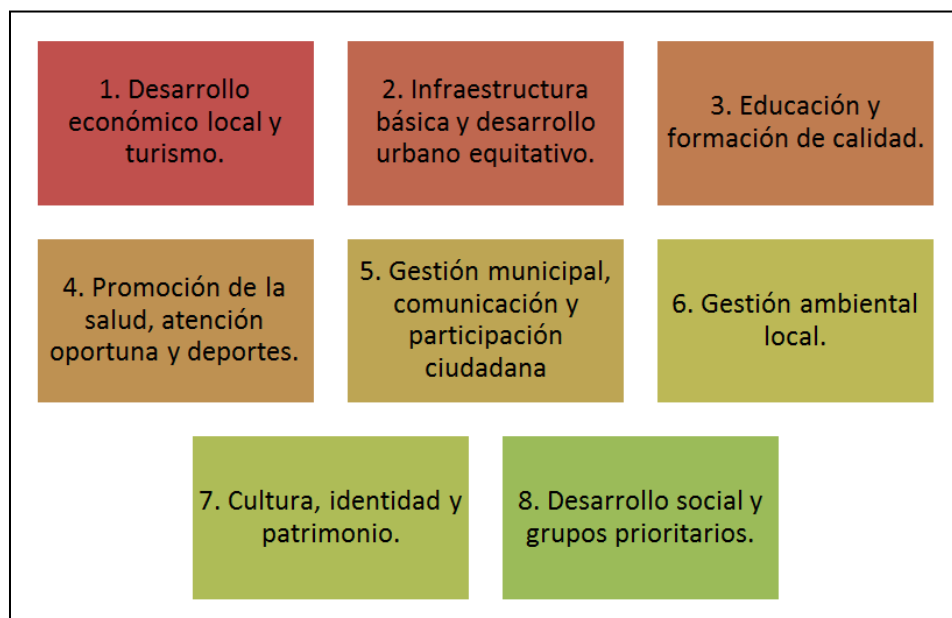 1. Desarrollo
económico local y
turismo.
2. Infraestructura
básica y desarrollo
urbano equitativo.
3. Educación y
formación de calidad.
4. Promoción de la
salud, atención
oportuna y deportes.
5. Gestión municipal,
comunicación y
participación
ciudadana
6. Gestión ambiental
local.
7. Cultura, identidad y
patrimonio.
8. Desarrollo social y
grupos prioritarios.